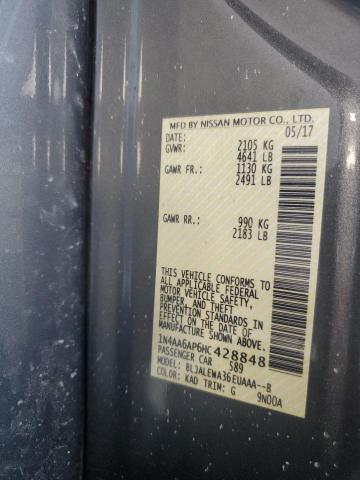 MFD BY NISSAN MOTOR CO., LTD.
DATE: 05/17
GVWR: 2105 KG
4641 LB
GAWR FR.: 1130 KG
2491 LB
GAWR RR.: 990 KG
2183 LB
THIS VEHICLE CONFORMS TO
ALL APPLICABLE FEDERAL
MOTOR VEHICLE SAFETY,
BUMPER, AND THEFT
PREVENTION STANDARDS IN
EFFECT ON THE DATE OF
MANUFACTURE SHOWN ABOVE.
1N4AA6AP6HC 428848
PASSENGER CAR 589
MODEL: BLJALEWA36EUAAA--B
COLOR: KAD TRIM: G 9N00A